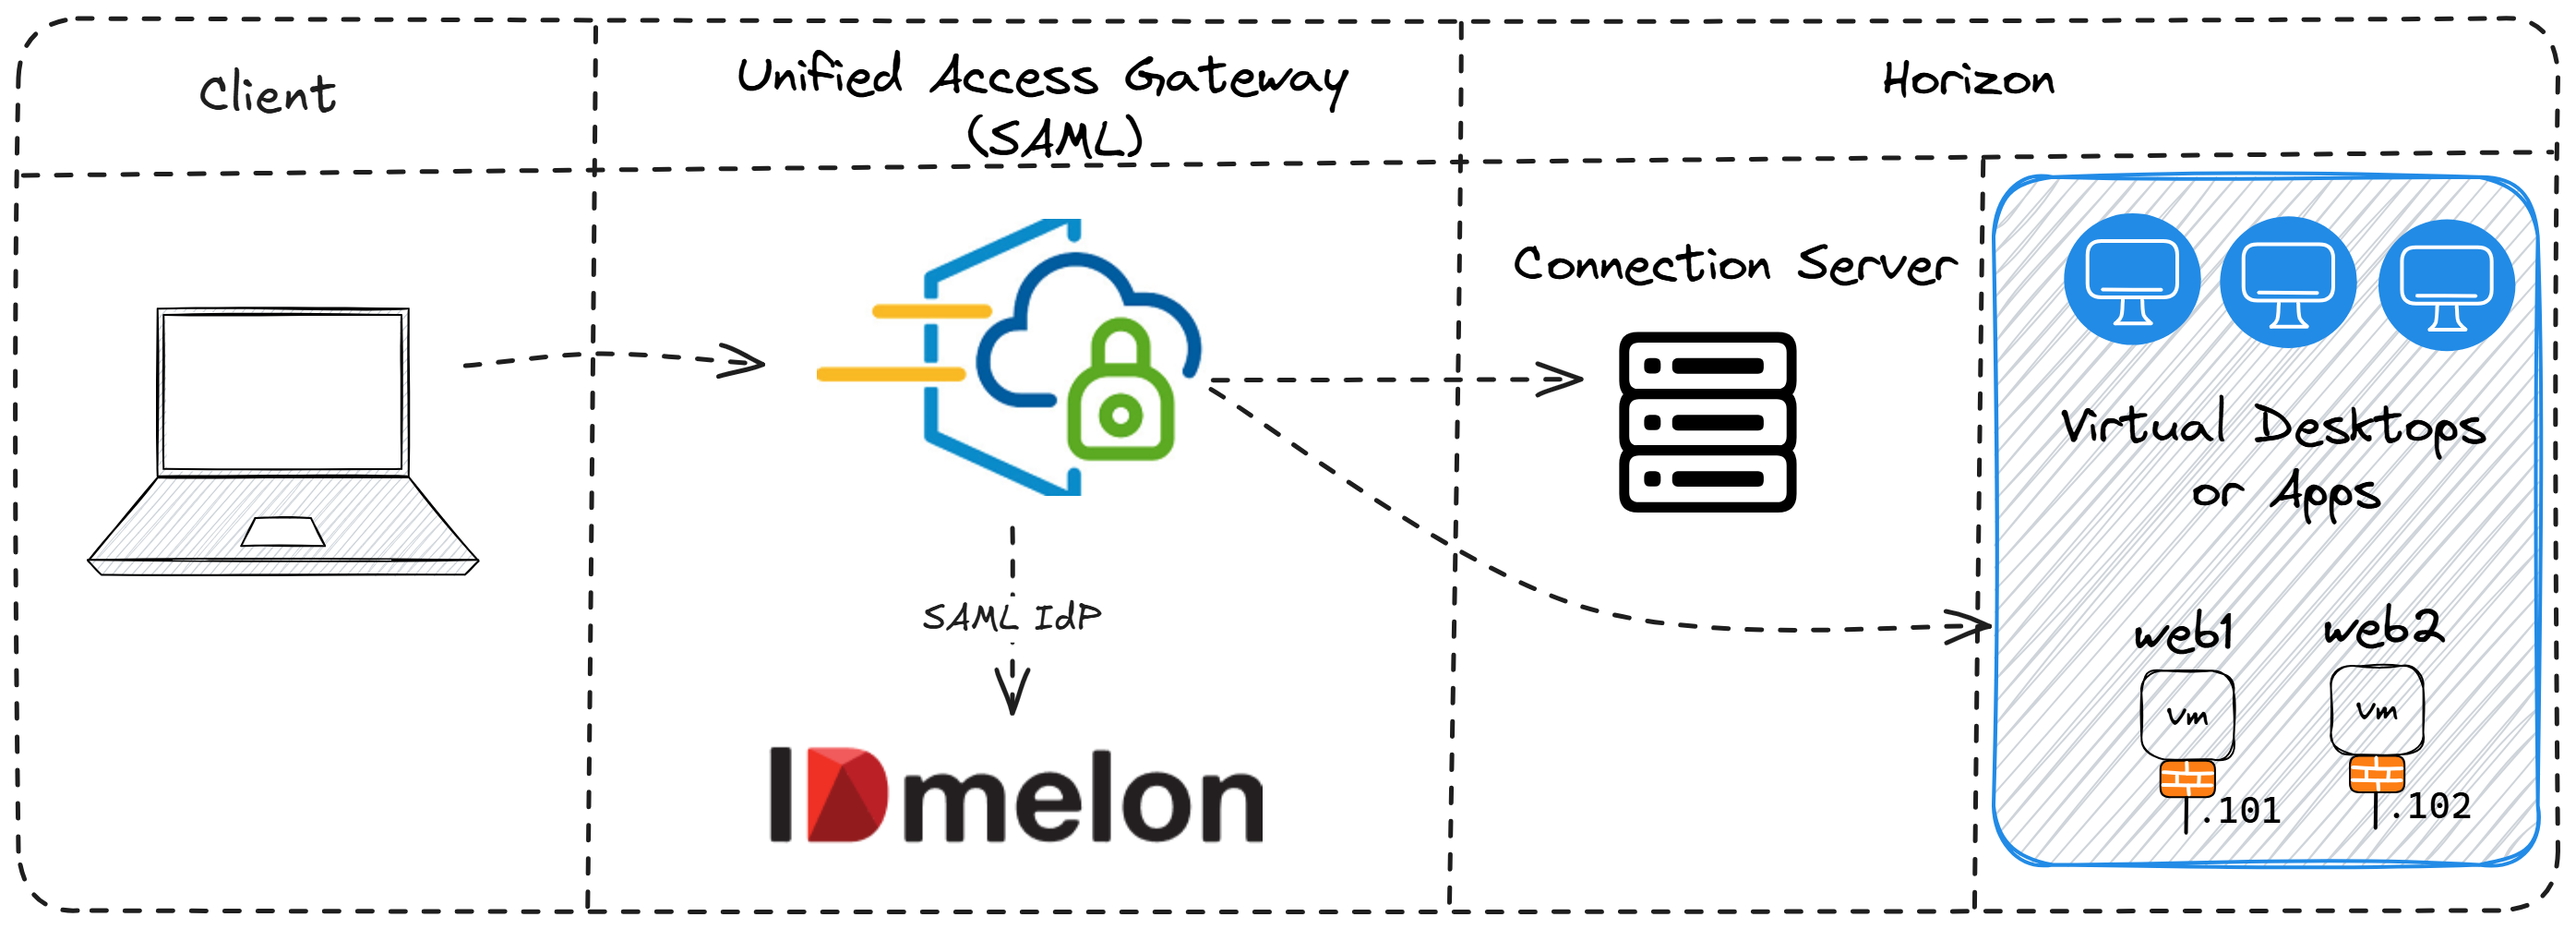 Client
Unified Access Gateway
(SAML)
Horizon
Connection Server
Virtual Desktops
or Apps
SAML IdP
IDmelon
web1
web2
vm
vm
.101
.102